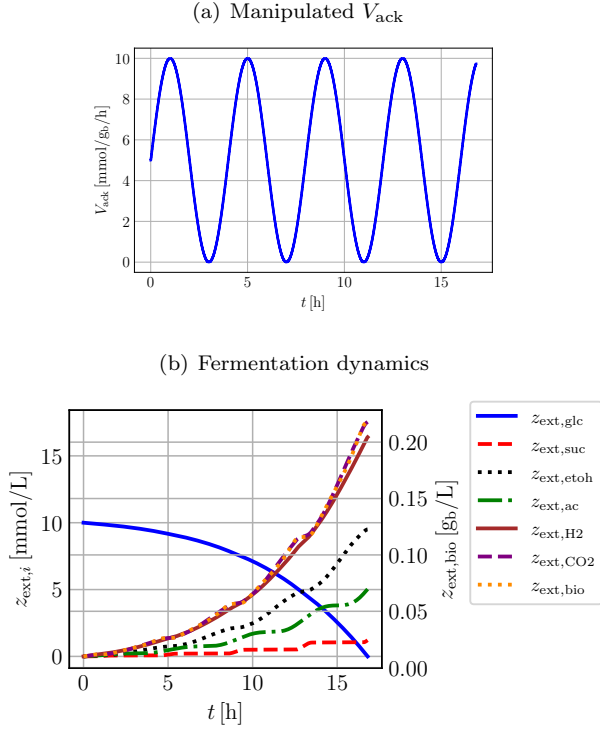 (a) Manipulated V_ack
10
8
6
4
2
0
V_ack [mmol/g_b/h]
0 5 10 15
t [h]
(b) Fermentation dynamics
15
10
5
0
z_ext,i [mmol/L]
0.20
0.15
0.10
0.05
0.00
z_ext,bio [g_b/L]
0 5 10 15
t [h]
z_ext,glc
z_ext,suc
z_ext,etoh
z_ext,ac
z_ext,H2
z_ext,CO2
z_ext,bio